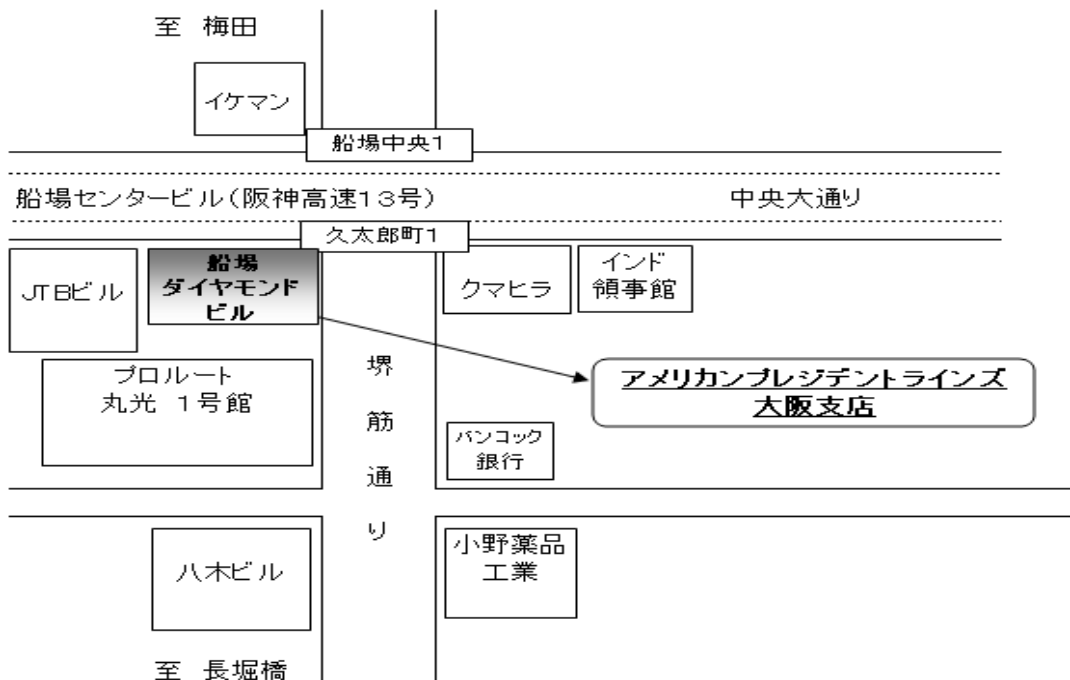 至 梅田
イケマン
船場中央1
船場センタービル(阪神高速13号)
中央大通り
久太郎町1
JTBビル
船場
ダイヤモンド
ビル
クマヒラ
インド
領事館
プロルート
丸光 1号館
堺
筋
通
り
アメリカンプレジデントラインズ
大阪支店
バンコック
銀行
八木ビル
小野薬品
工業
至 長堀橋